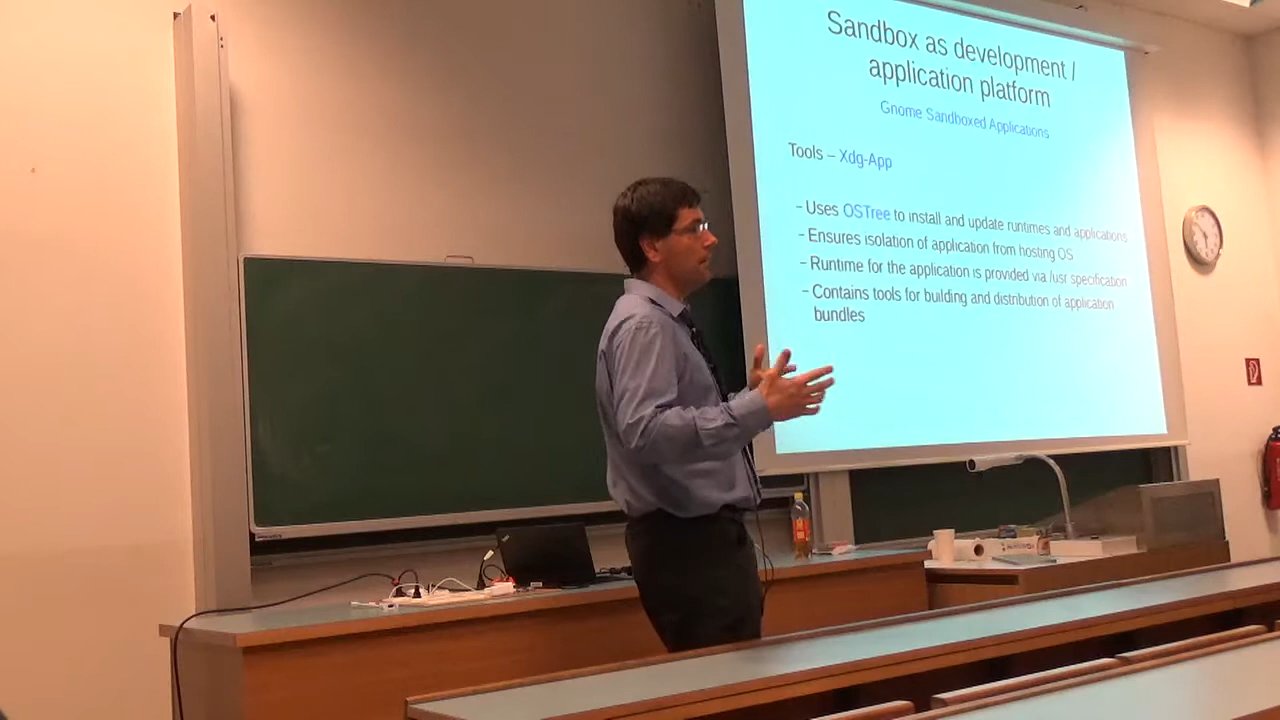 Sandbox as development /
application platform
Gnome Sandboxed Applications
Tools – Xdg-App
– Uses OSTree to install and update runtimes and applications
– Ensures isolation of application from hosting OS
– Runtime for the application is provided via /usr specification
– Contains tools for building and distribution of application
bundles